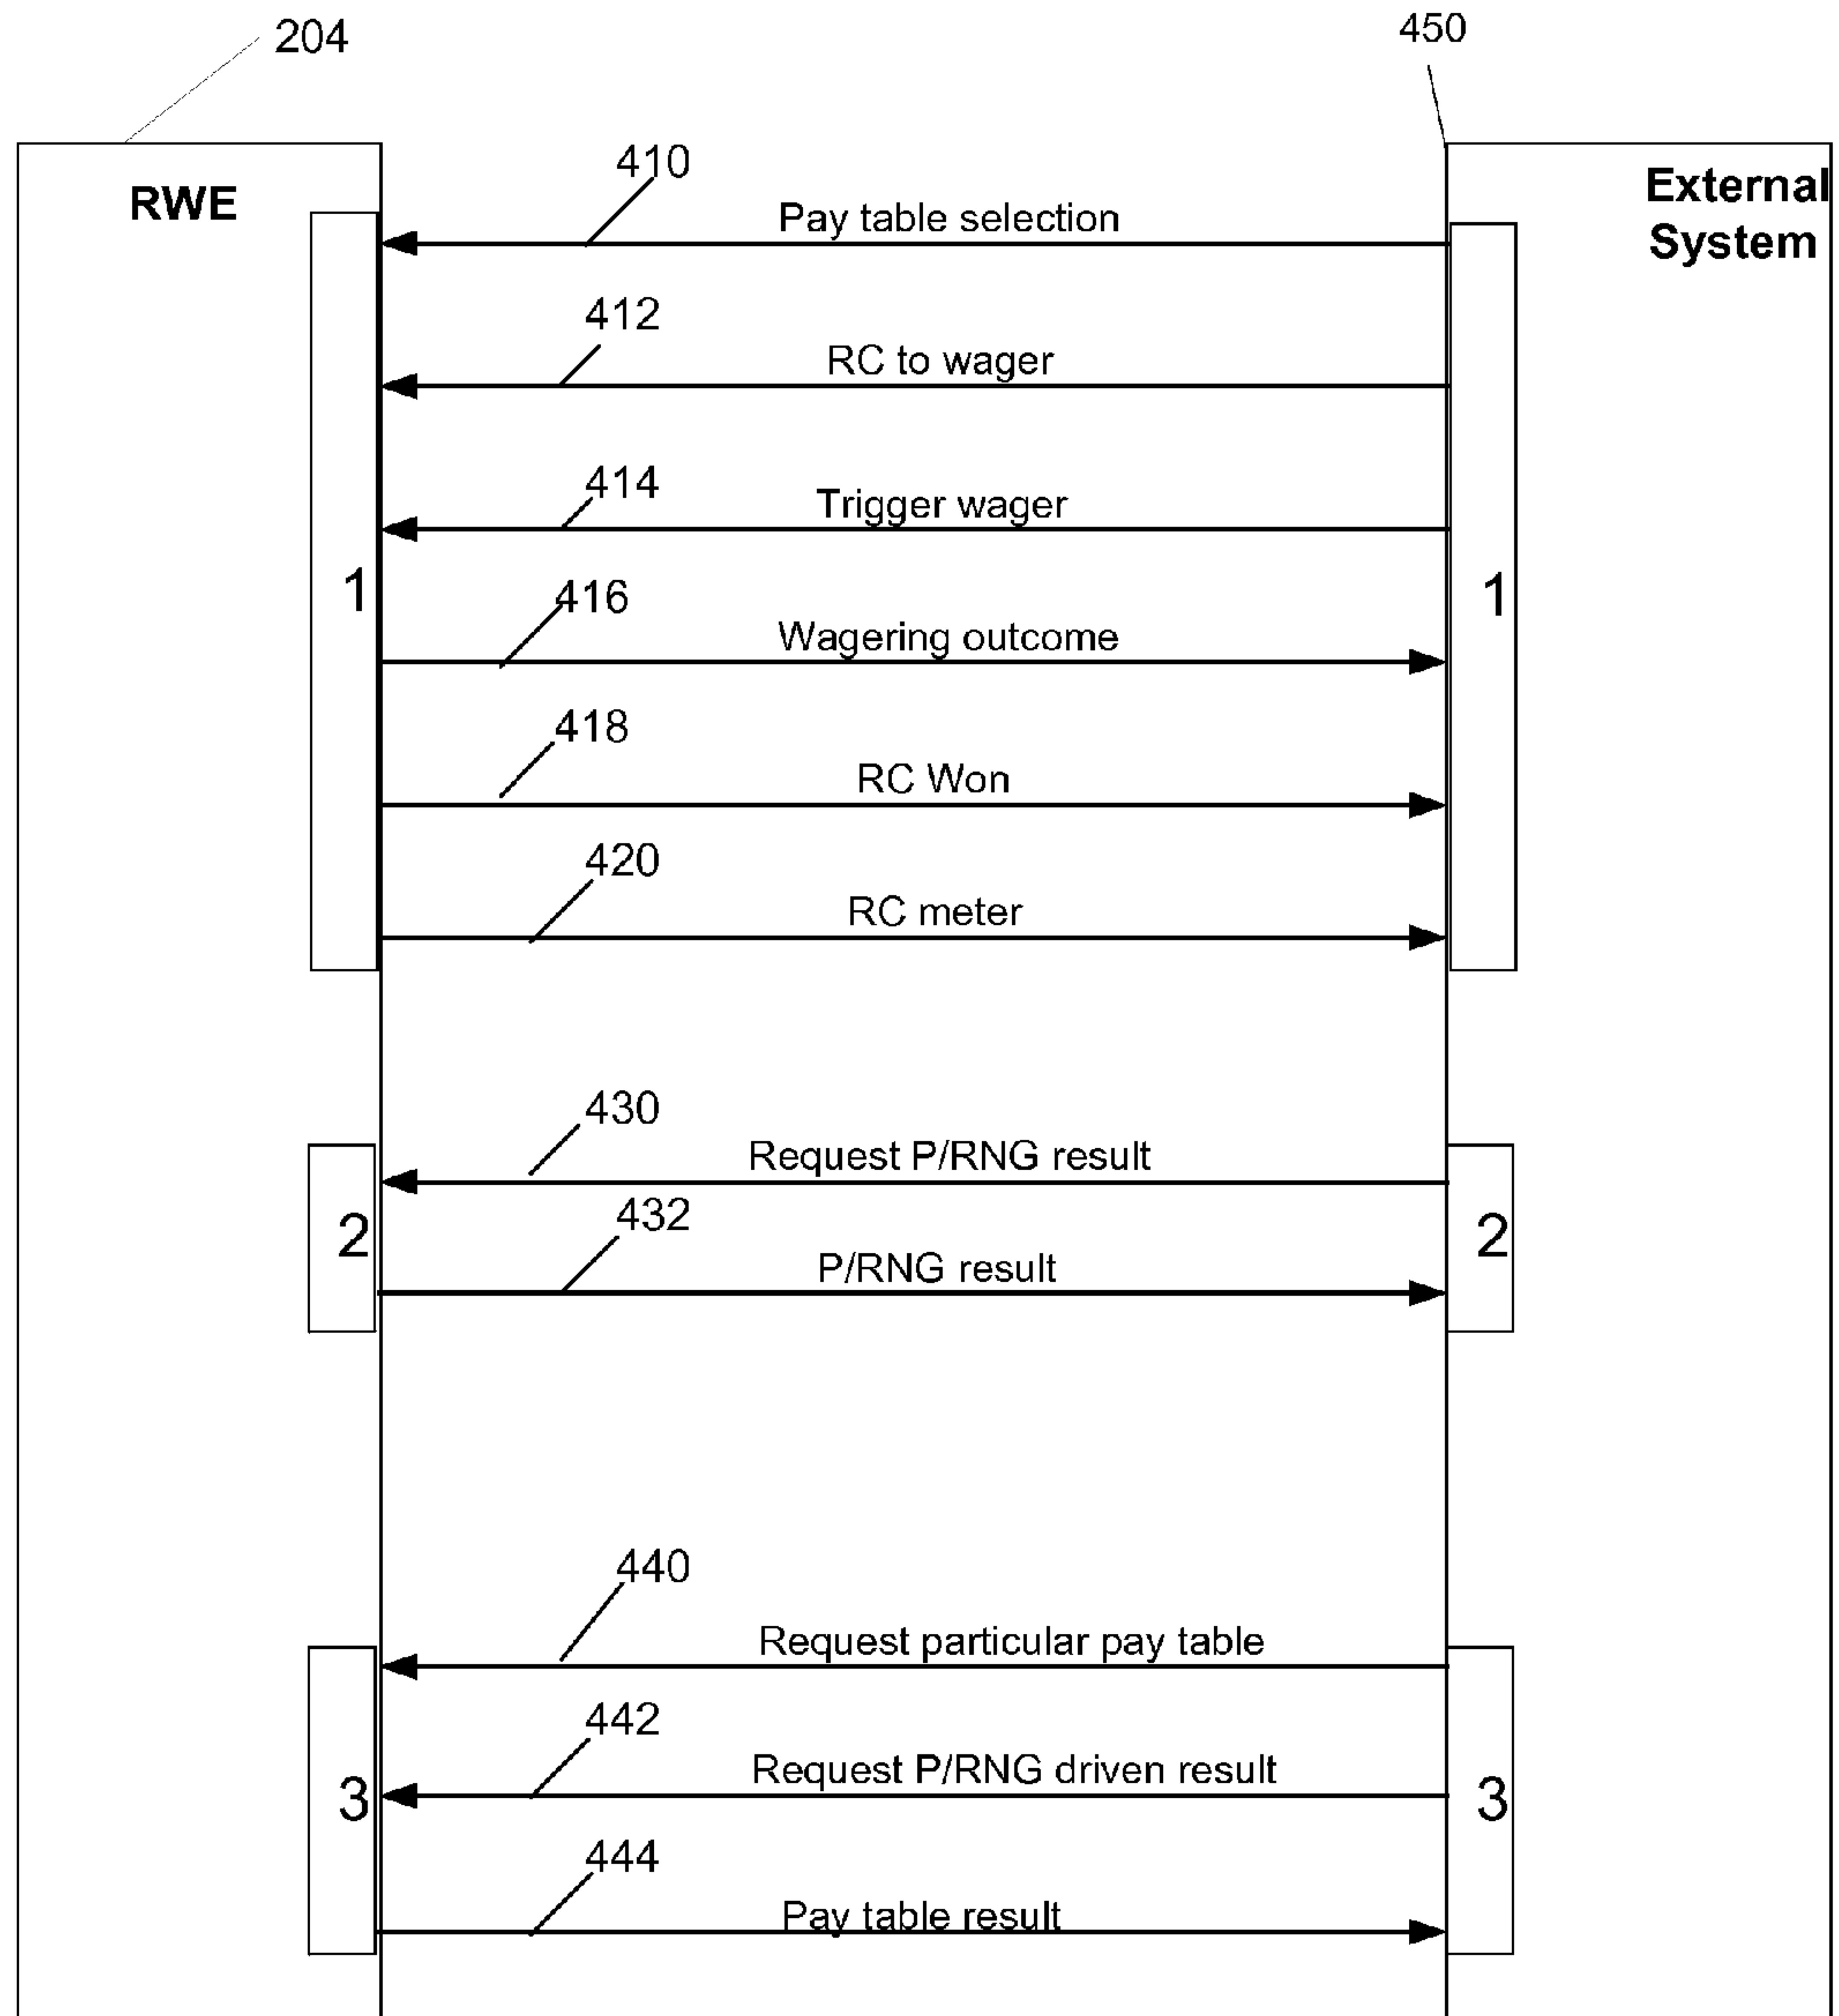 204
450
RWE
External
System
410
Pay table selection
412
RC to wager
414
Trigger wager
1
1
416
Wagering outcome
418
RC Won
420
RC meter
430
Request P/RNG result
2
2
432
P/RNG result
440
Request particular pay table
442
Request P/RNG driven result
3
3
444
Pay table result